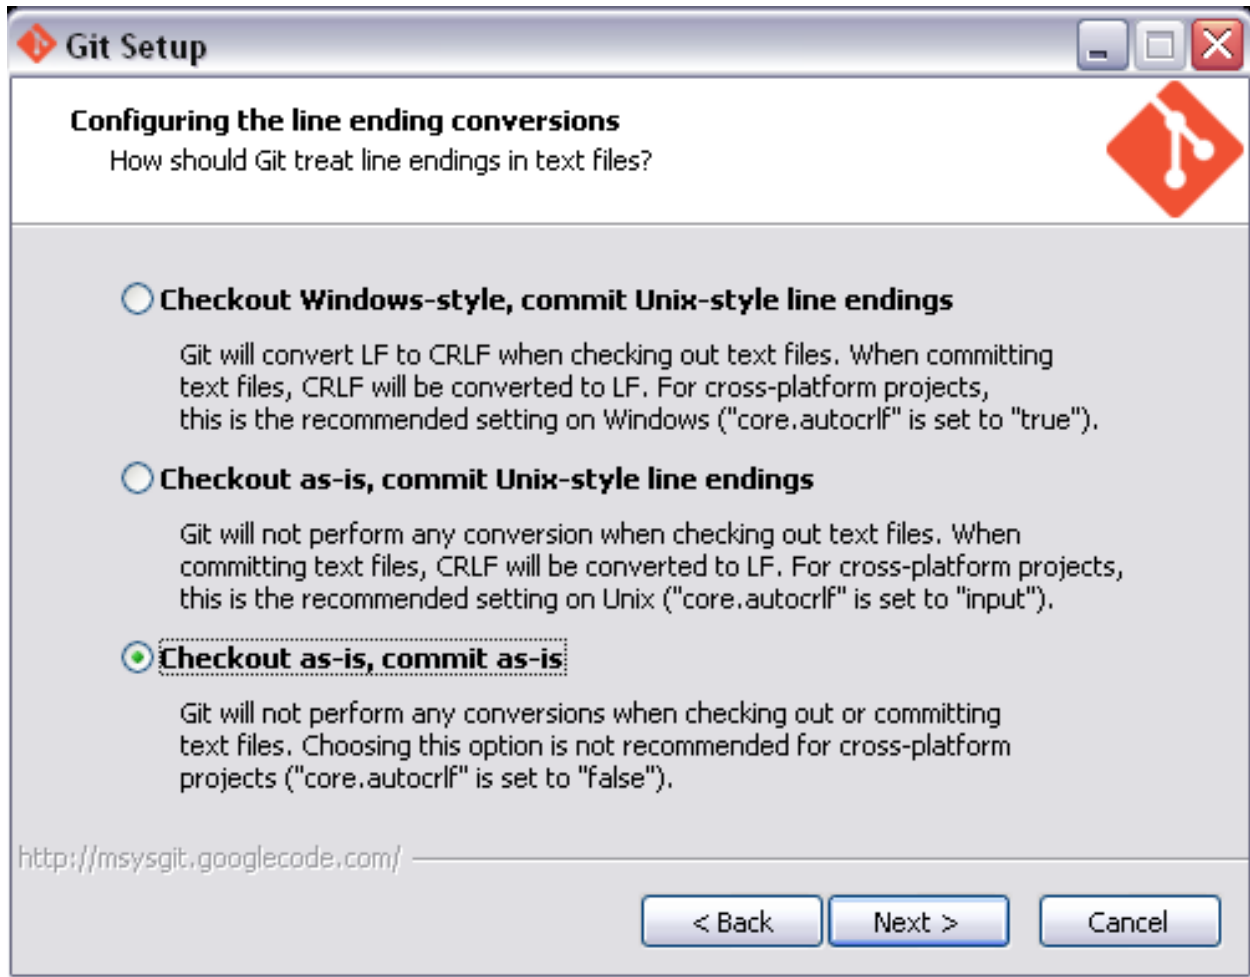 Git Setup
Configuring the line ending conversions
How should Git treat line endings in text files?
Checkout Windows-style, commit Unix-style line endings
Git will convert LF to CRLF when checking out text files. When committing
text files, CRLF will be converted to LF. For cross-platform projects,
this is the recommended setting on Windows ("core.autocrlf" is set to "true").
Checkout as-is, commit Unix-style line endings
Git will not perform any conversion when checking out text files. When
committing text files, CRLF will be converted to LF. For cross-platform projects,
this is the recommended setting on Unix ("core.autocrlf" is set to "input").
Checkout as-is, commit as-is
Git will not perform any conversions when checking out or committing
text files. Choosing this option is not recommended for cross-platform
projects ("core.autocrlf" is set to "false").
http://msysgit.googlecode.com/
< Back Next > Cancel